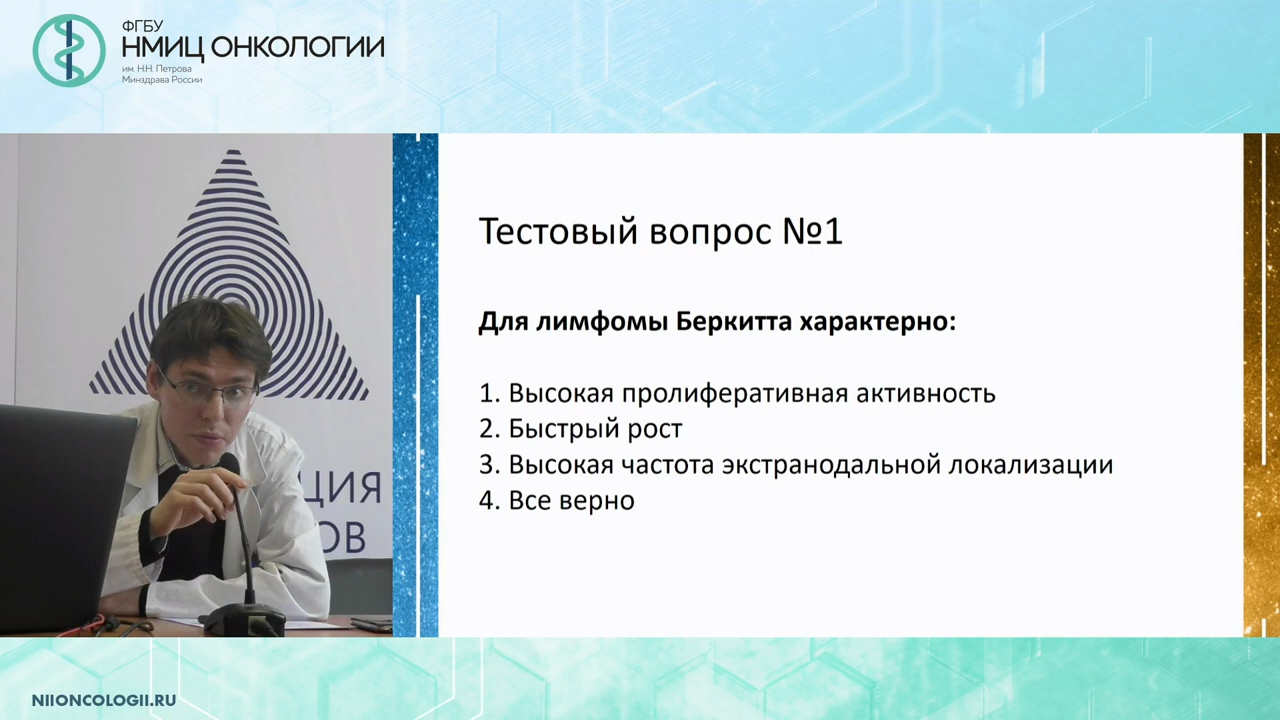 ФГБУ
НМИЦ ОНКОЛОГИИ
им. Н.Н. Петрова
Минздрава России
Тестовый вопрос №1
Для лимфомы Беркитта характерно:
1. Высокая пролиферативная активность
2. Быстрый рост
3. Высокая частота экстранодальной локализации
4. Все верно
NIIONCOLOGII.RU